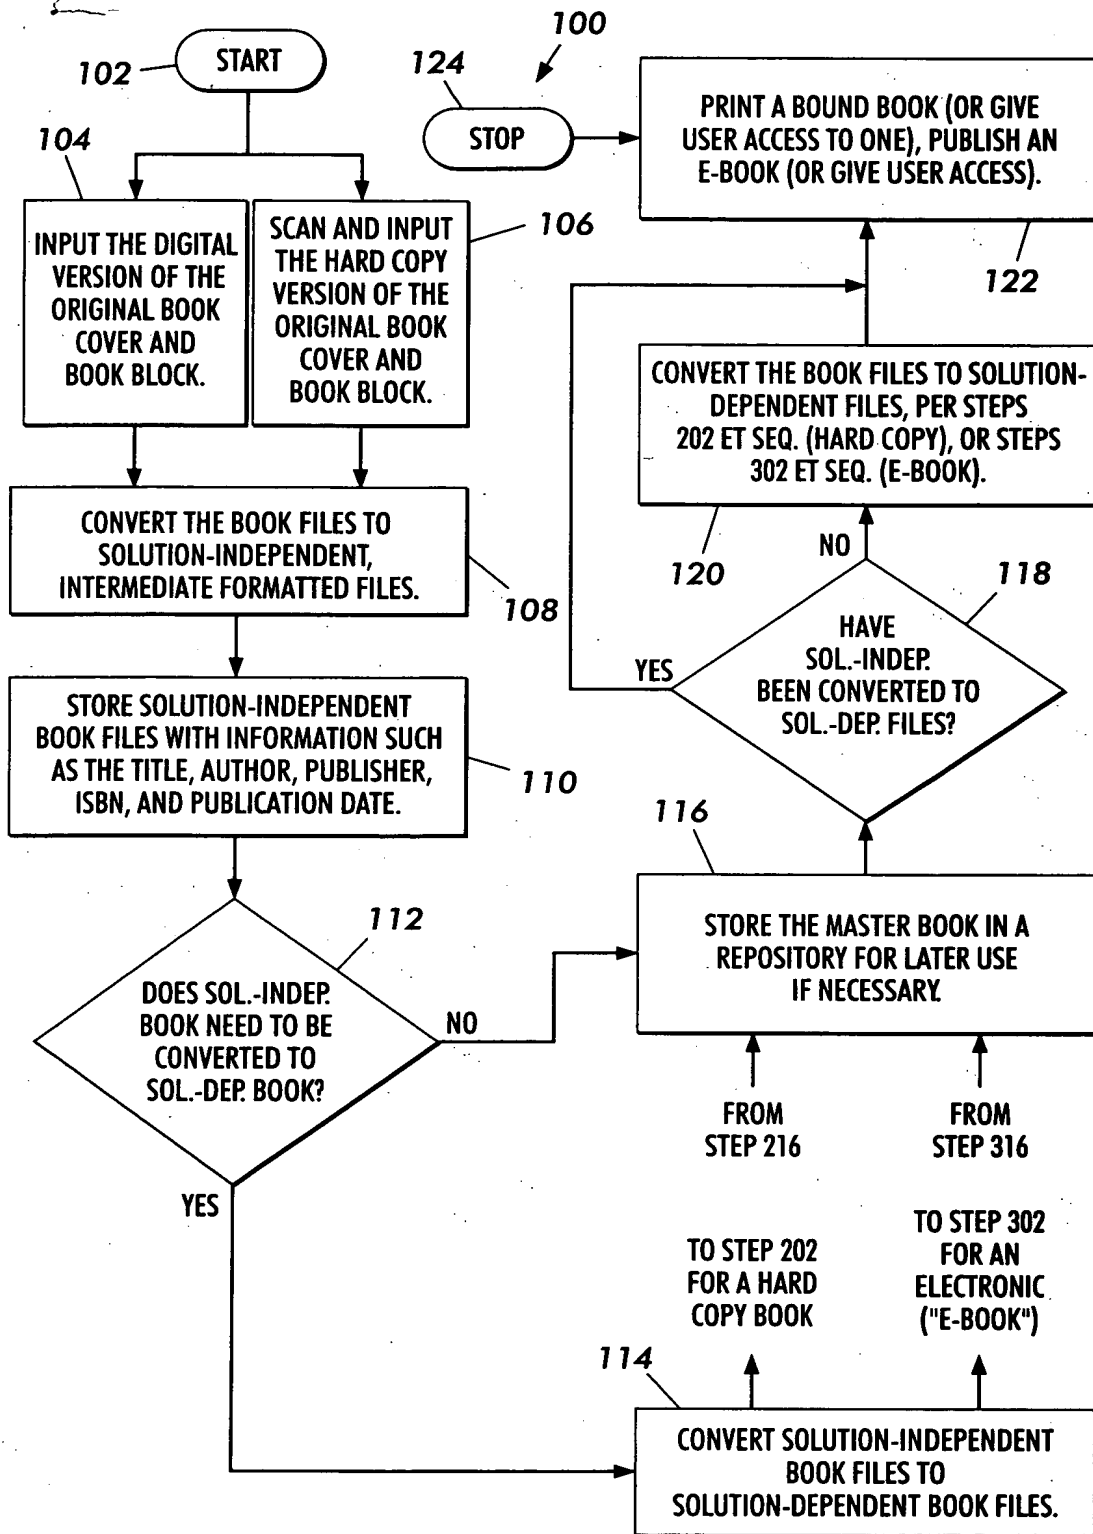 100
102
START
124
STOP
PRINT A BOUND BOOK (OR GIVE
USER ACCESS TO ONE), PUBLISH AN
E-BOOK (OR GIVE USER ACCESS).
122
104
INPUT THE DIGITAL
VERSION OF THE
ORIGINAL BOOK
COVER AND
BOOK BLOCK.
SCAN AND INPUT
THE HARD COPY
VERSION OF THE
ORIGINAL BOOK
COVER AND
BOOK BLOCK.
106
CONVERT THE BOOK FILES TO
SOLUTION-INDEPENDENT,
INTERMEDIATE FORMATTED FILES.
108
STORE SOLUTION-INDEPENDENT
BOOK FILES WITH INFORMATION SUCH
AS THE TITLE, AUTHOR, PUBLISHER,
ISBN, AND PUBLICATION DATE.
110
112
DOES SOL.-INDEP.
BOOK NEED TO BE
CONVERTED TO
SOL.-DEP. BOOK?
NO
YES
CONVERT THE BOOK FILES TO SOLUTION-
DEPENDENT FILES, PER STEPS
202 ET SEQ. (HARD COPY), OR STEPS
302 ET SEQ. (E-BOOK).
120
NO
118
HAVE
SOL.-INDEP.
BEEN CONVERTED TO
SOL.-DEP. FILES?
YES
116
STORE THE MASTER BOOK IN A
REPOSITORY FOR LATER USE
IF NECESSARY.
FROM
STEP 216
FROM
STEP 316
TO STEP 202
FOR A HARD
COPY BOOK
TO STEP 302
FOR AN
ELECTRONIC
("E-BOOK")
114
CONVERT SOLUTION-INDEPENDENT
BOOK FILES TO
SOLUTION-DEPENDENT BOOK FILES.